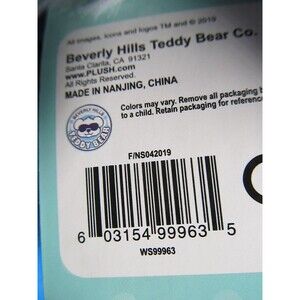 All images, icons and logos TM and © 2019
Beverly Hills Teddy Bear Co.
Santa Clarita, CA 91321
www.PLUSH.com
All Rights Reserved.
MADE IN NANJING, CHINA
Colors may vary. Remove all packaging b
to a child. Retain packaging for reference
BEVERLY HILLS
TEDDY BEAR
F/NS042019
6 03154 99963 5
WS99963